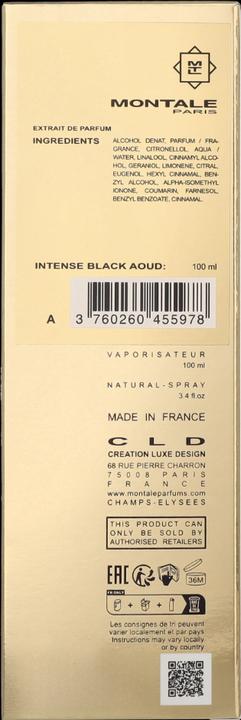 MONTALE
PARIS
EXTRAIT DE PARFUM
INGREDIENTS
ALCOHOL DENAT, PARFUM / FRA-
GRANCE, CITRONELLOL, AQUA /
WATER, LINALOOL, CINNAMYL ALCO-
HOL, GERANIOL, LIMONENE, CITRAL,
EUGENOL, HEXYL CINNAMAL, BEN-
ZYL ALCOHOL, ALPHA-ISOMETHYL
IONONE, COUMARIN, FARNESOL,
BENZYL BENZOATE, CINNAMAL.
INTENSE BLACK AOUD: 100 ml
A 3 760260 455978
VAPORISATEUR
100 ml
NATURAL-SPRAY
3.4 fl.oz
MADE IN FRANCE
CLD
CREATION LUXE DESIGN
68 RUE PIERRE CHARRON
75008 PARIS
FRANCE
www.montaleparfums.com
CHAMPS-ELYSEES
THIS PRODUCT CAN
ONLY BE SOLD BY
AUTHORISED RETAILERS
EAC
36M
FR ONLY
Les consignes de tri peuvent
varier localement et par pays
Instructions may vary locally
or by country